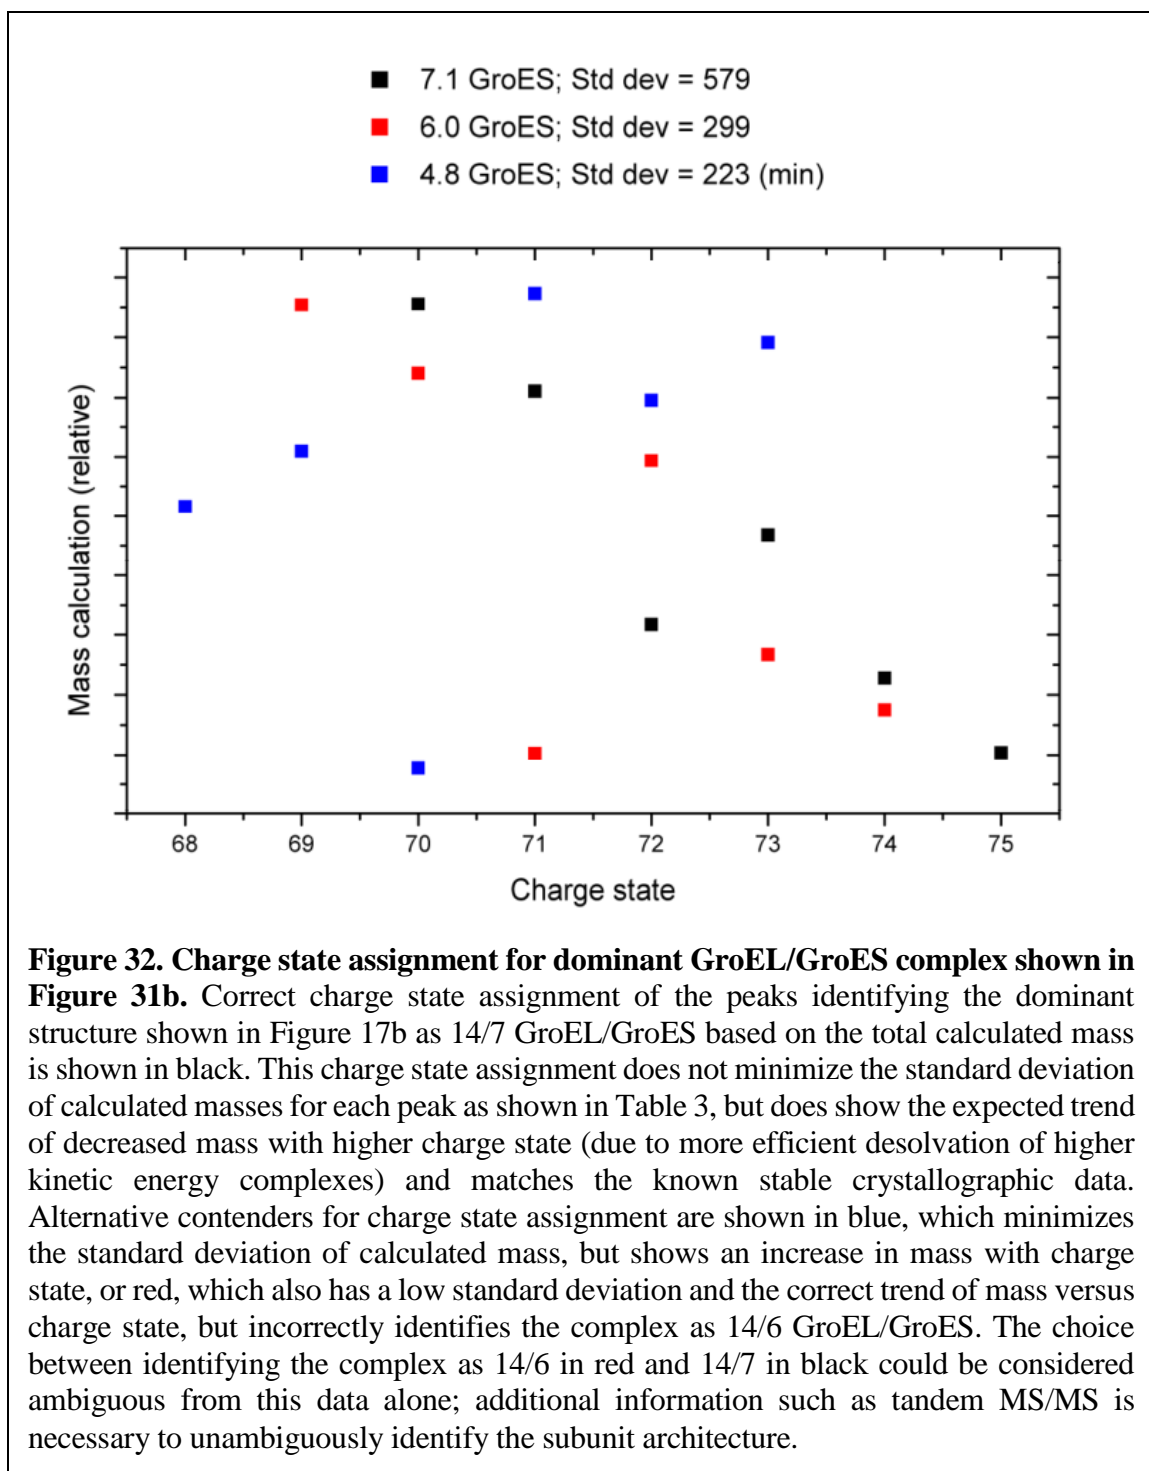 7.1 GroES; Std dev = 579
6.0 GroES; Std dev = 299
4.8 GroES; Std dev = 223 (min)
Mass calculation (relative)
68 69 70 71 72 73 74 75
Charge state
Figure 32. Charge state assignment for dominant GroEL/GroES complex shown in
Figure 31b. Correct charge state assignment of the peaks identifying the dominant
structure shown in Figure 17b as 14/7 GroEL/GroES based on the total calculated mass
is shown in black. This charge state assignment does not minimize the standard deviation
of calculated masses for each peak as shown in Table 3, but does show the expected trend
of decreased mass with higher charge state (due to more efficient desolvation of higher
kinetic energy complexes) and matches the known stable crystallographic data.
Alternative contenders for charge state assignment are shown in blue, which minimizes
the standard deviation of calculated mass, but shows an increase in mass with charge
state, or red, which also has a low standard deviation and the correct trend of mass versus
charge state, but incorrectly identifies the complex as 14/6 GroEL/GroES. The choice
between identifying the complex as 14/6 in red and 14/7 in black could be considered
ambiguous from this data alone; additional information such as tandem MS/MS is
necessary to unambiguously identify the subunit architecture.